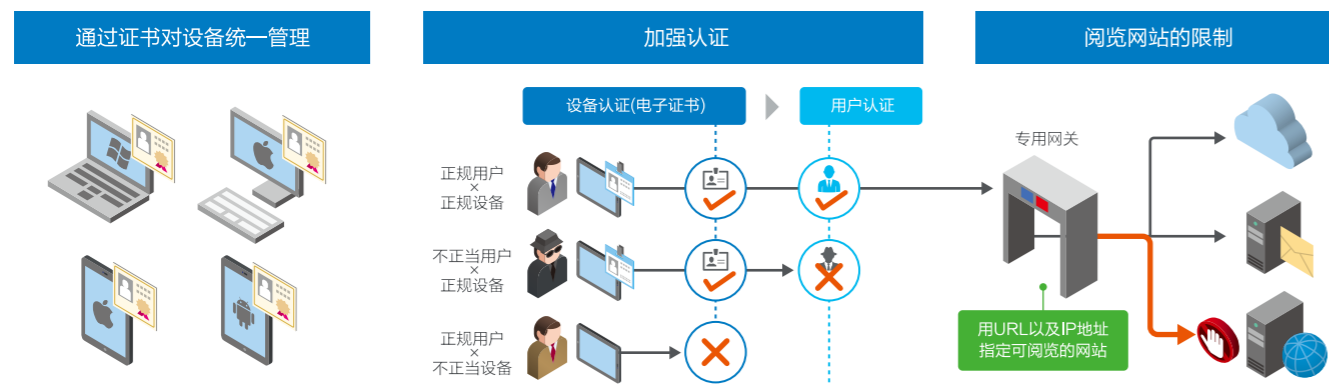 通过证书对设备统一管理
加强认证
阅览网站的限制
设备认证(电子证书)
用户认证
正规用户
×
正规设备
不正当用户
×
正规设备
正规用户
×
不正当设备
专用网关
用URL以及IP地址
指定可阅览的网站